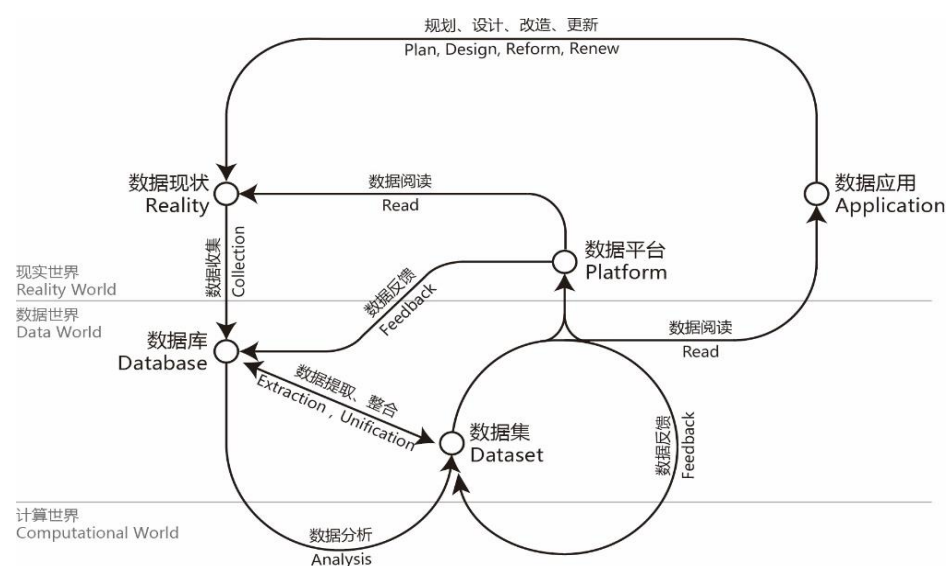 规划、设计、改造、更新
Plan, Design, Reform, Renew
数据现状
Reality
数据阅读
Read
数据应用
Application
数据收集
Collection
数据平台
Platform
现实世界
Reality World
数据世界
Data World
数据反馈
Feedback
数据库
Database
数据阅读
Read
数据提取、整合
Extraction , Unification
数据集
Dataset
数据反馈
Feedback
计算世界
Computational World
数据分析
Analysis